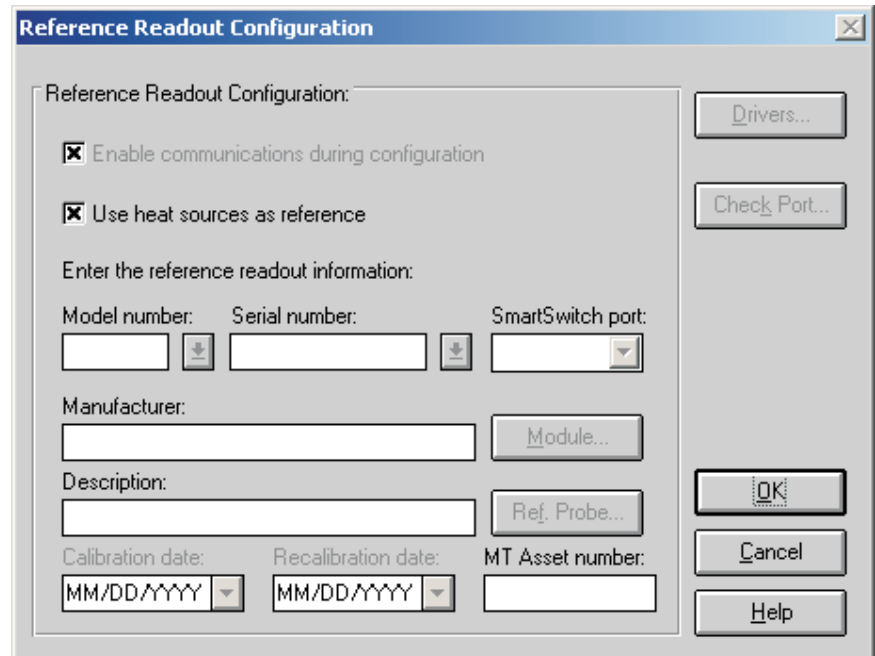 Reference Readout Configuration
Reference Readout Configuration:
Drivers...
Enable communications during configuration
Check Port...
Use heat sources as reference
Enter the reference readout information:
Model number: Serial number: SmartSwitch port:
Manufacturer:
Module...
Description:
OK
Ref. Probe...
Calibration date: Recalibration date: MT Asset number:
Cancel
MM/DD/YYYY MM/DD/YYYY
Help